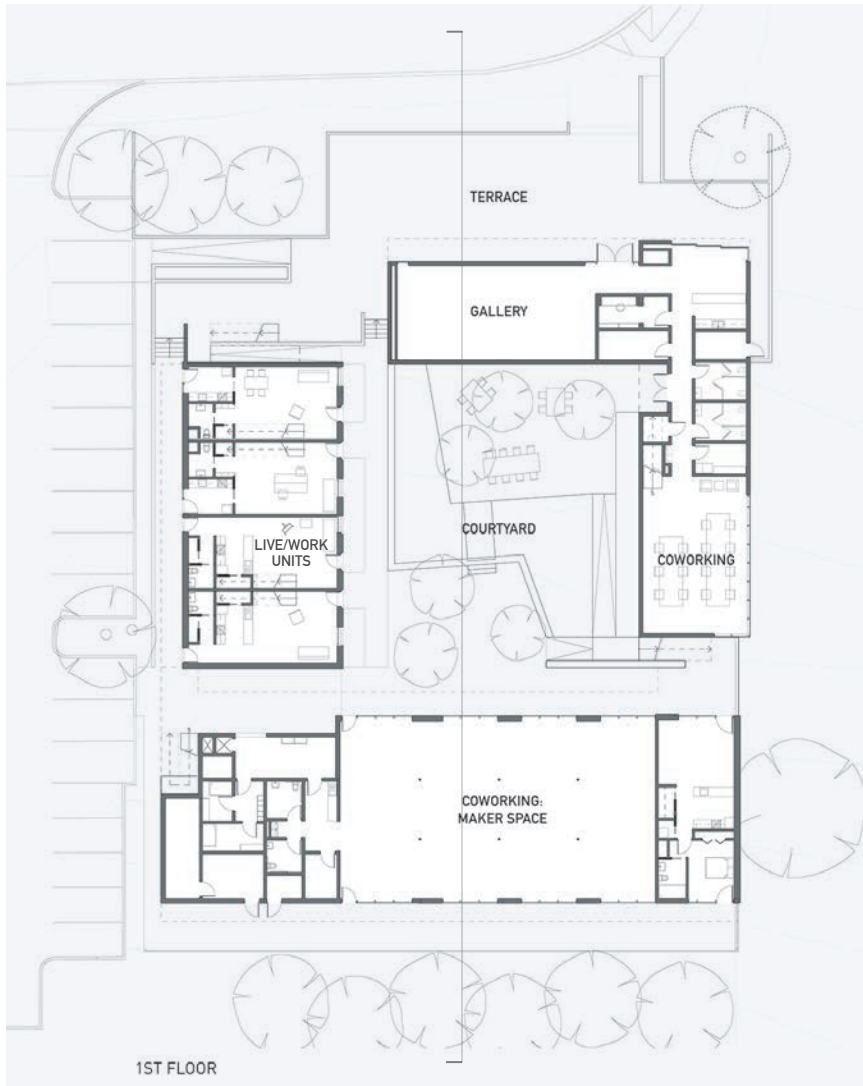 TERRACE
GALLERY
COURTYARD
LIVE/WORK
UNITS
COWORKING
COWORKING:
MAKER SPACE
1ST FLOOR